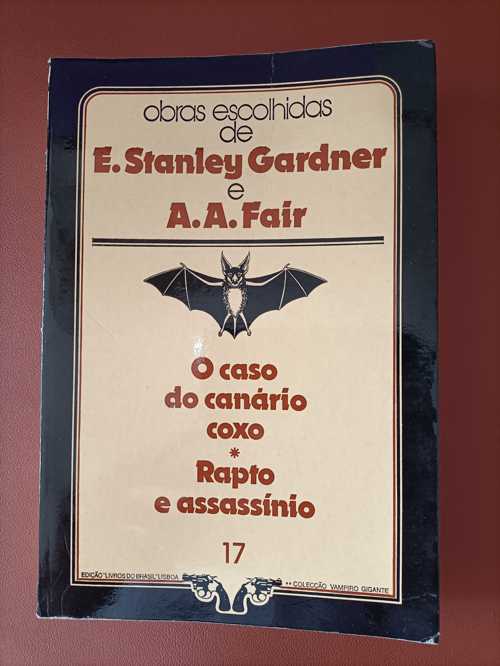 obras escolhidas
de
E. Stanley Gardner
e
A. A. Fair
O caso
do canário
coxo
*
Rapto
e assassínio
17
EDIÇÃO "LIVROS DO BRASIL" LISBOA
** COLECÇÃO VAMPIRO GIGANTE